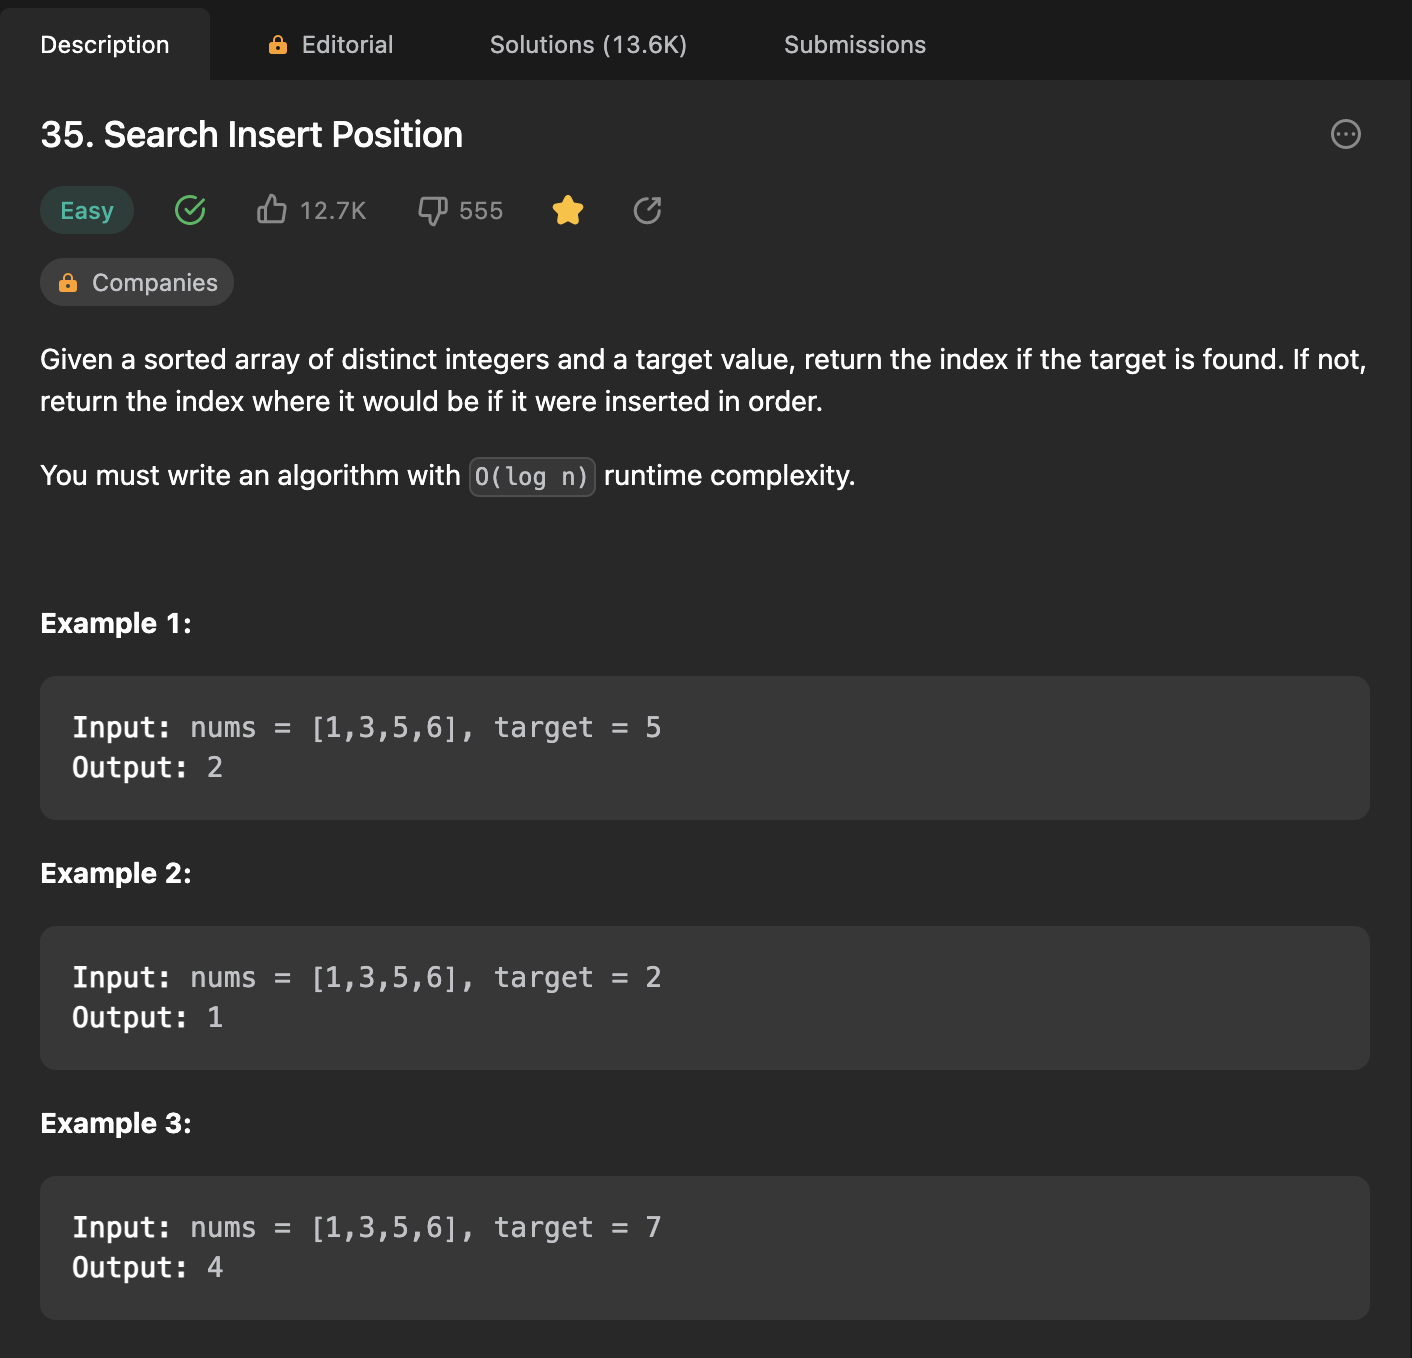 Description
Editorial
Solutions (13.6K)
Submissions
35. Search Insert Position
Easy
12.7K
555
Companies
Given a sorted array of distinct integers and a target value, return the index if the target is found. If not,
return the index where it would be if it were inserted in order.
You must write an algorithm with O(log n) runtime complexity.
Example 1:
Input: nums = [1,3,5,6], target = 5
Output: 2
Example 2:
Input: nums = [1,3,5,6], target = 2
Output: 1
Example 3:
Input: nums = [1,3,5,6], target = 7
Output: 4